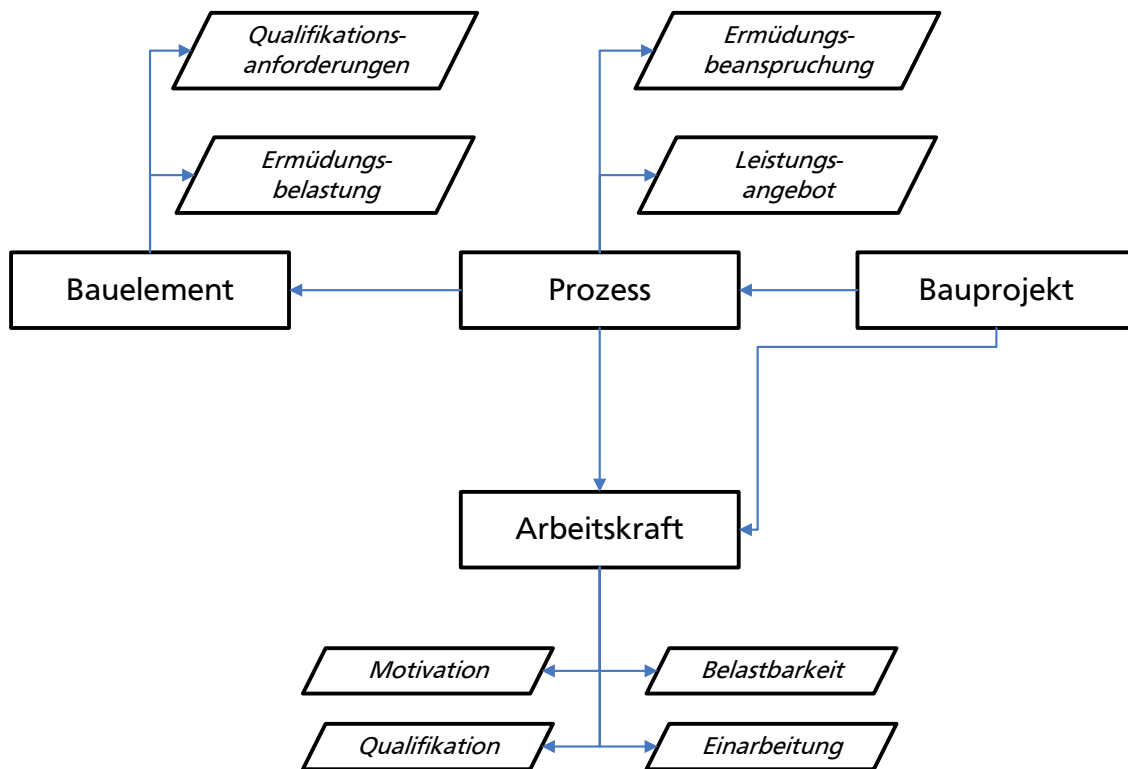 Qualifikations-
anforderungen
Ermüdungs-
beanspruchung
Ermüdungs-
belastung
Leistungs-
angebot
Bauelement
Prozess
Bauprojekt
Arbeitskraft
Motivation
Belastbarkeit
Qualifikation
Einarbeitung